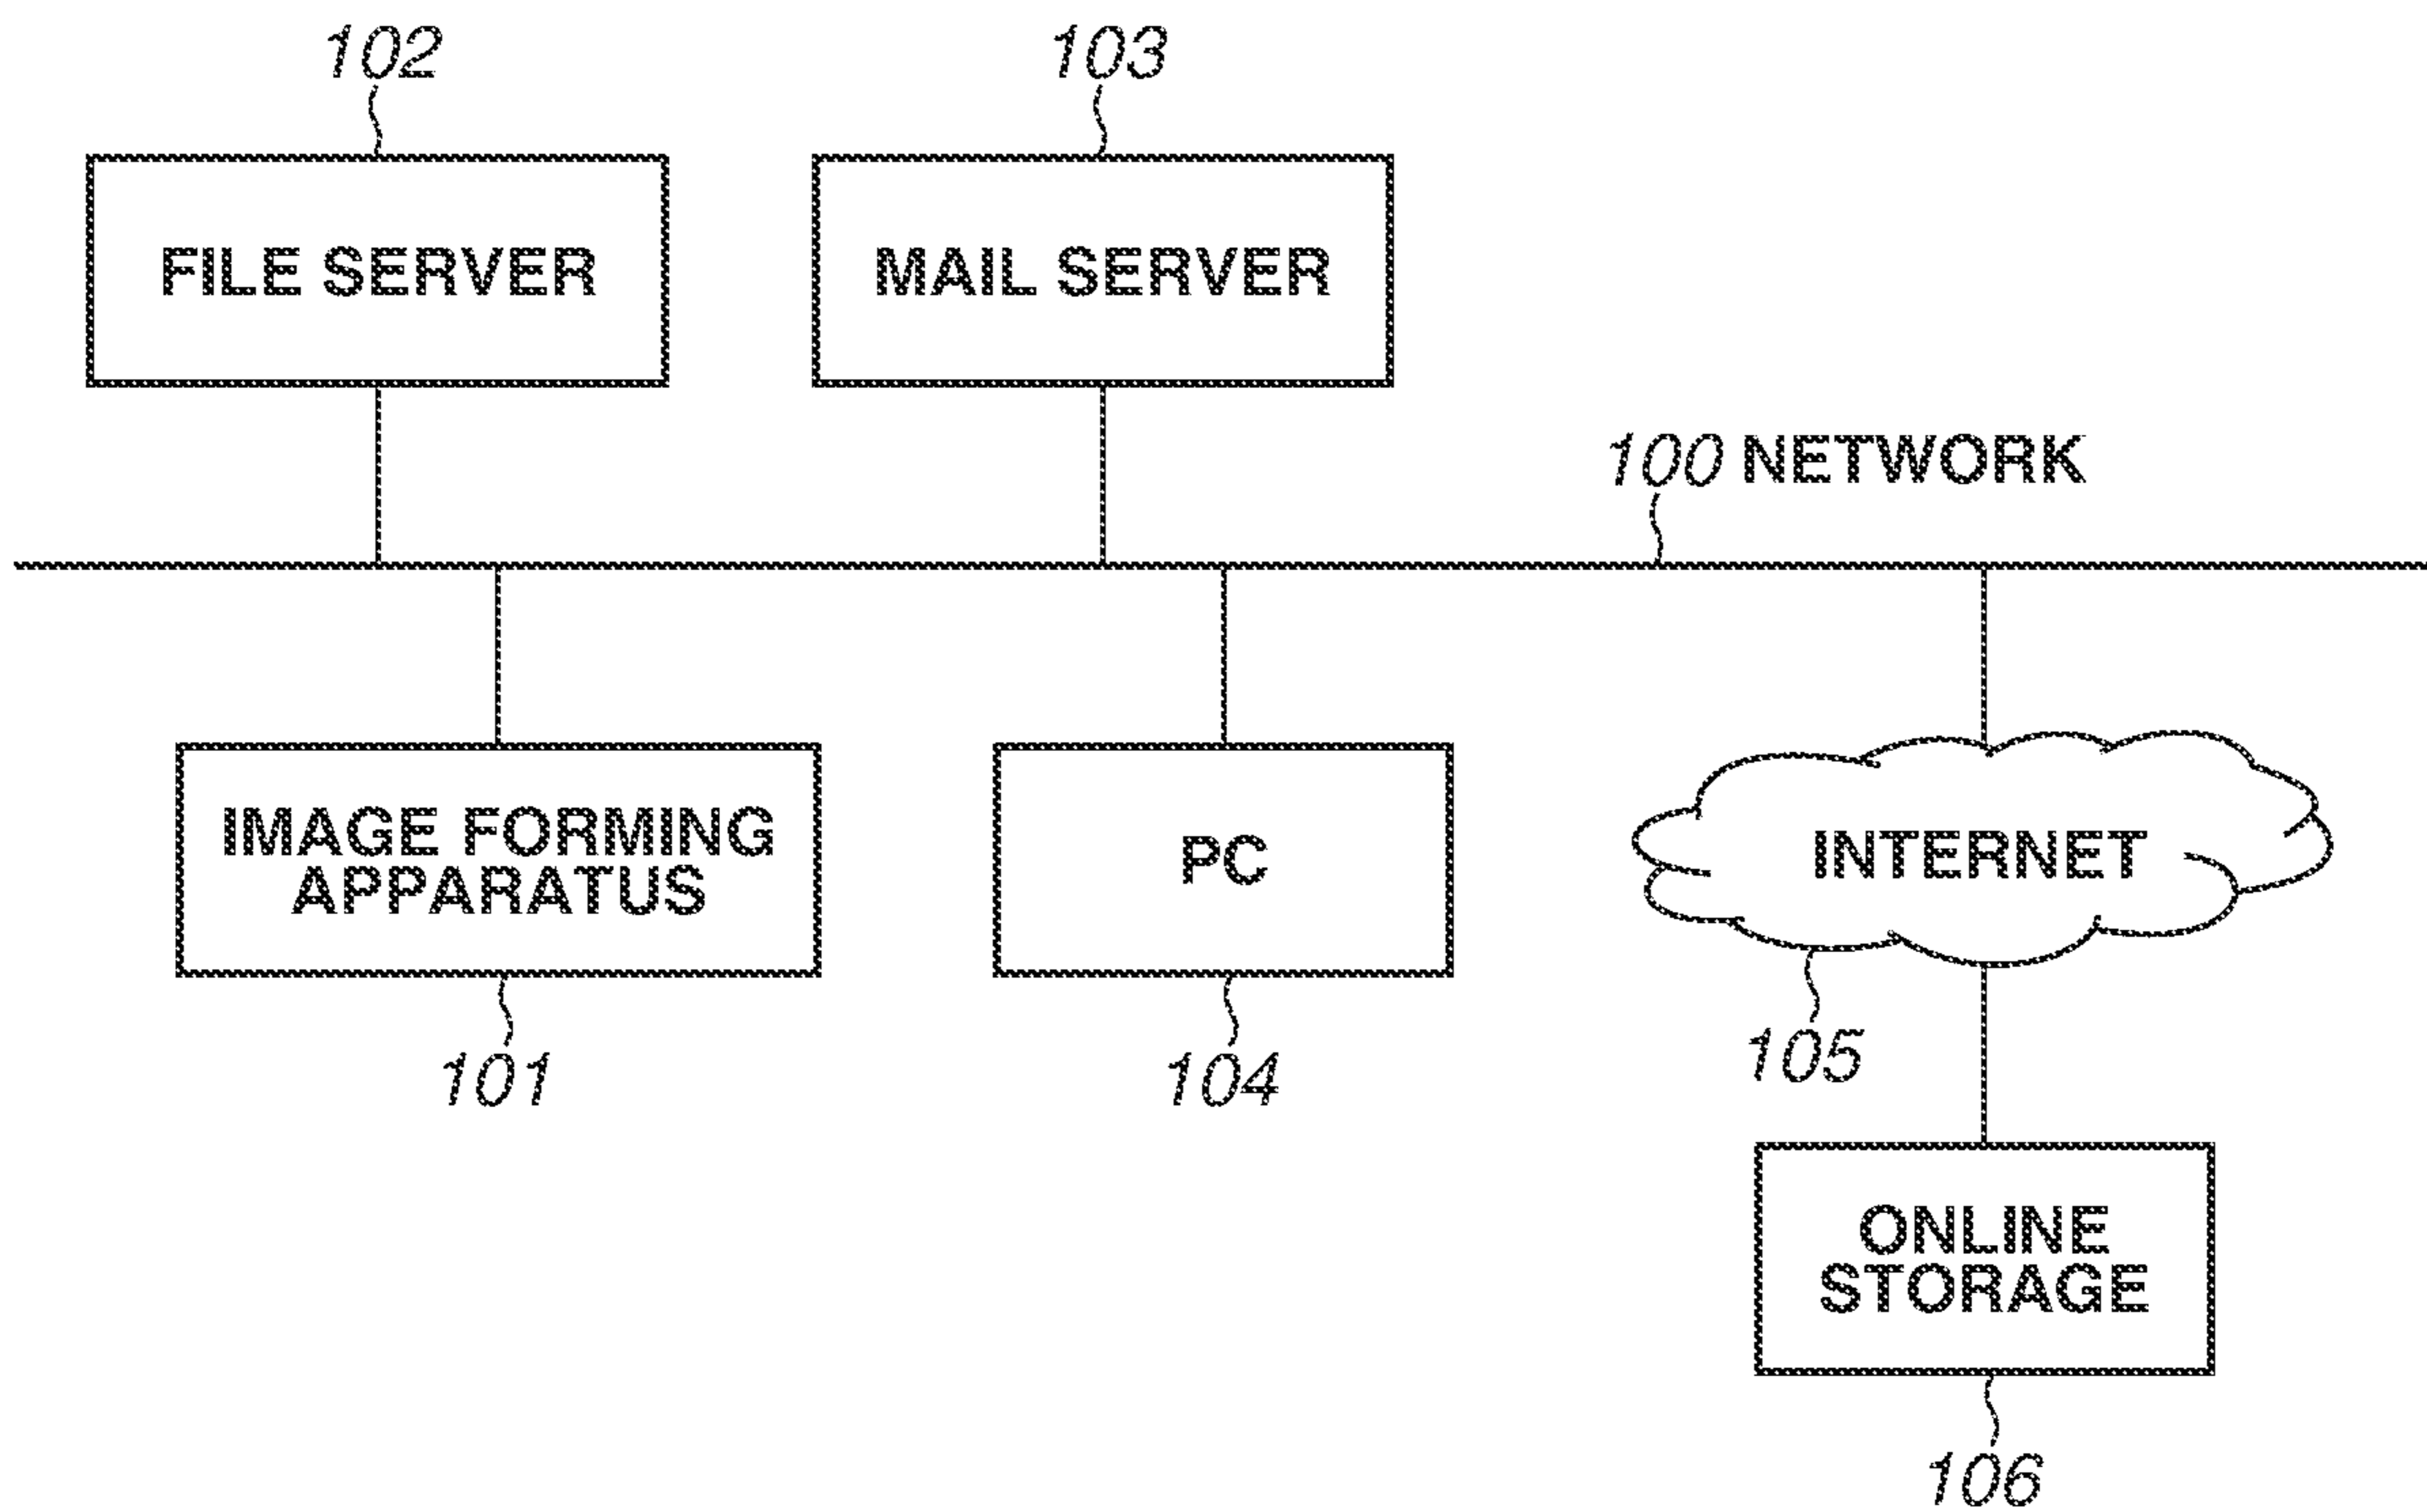 102
103
FILE SERVER
MAIL SERVER
100 NETWORK
IMAGE FORMING
APPARATUS
PC
INTERNET
101
104
105
ONLINE
STORAGE
106